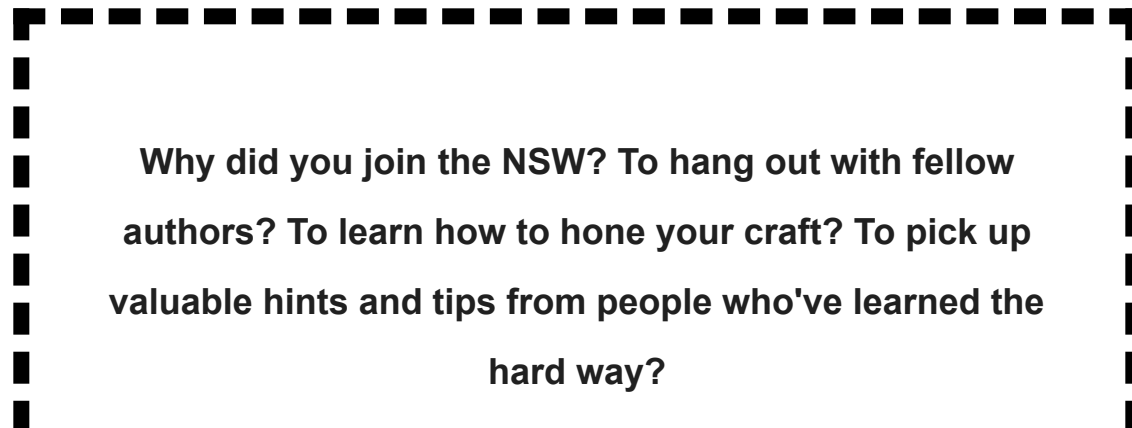 Why did you join the NSW? To hang out with fellow
authors? To learn how to hone your craft? To pick up
valuable hints and tips from people who've learned the
hard way?